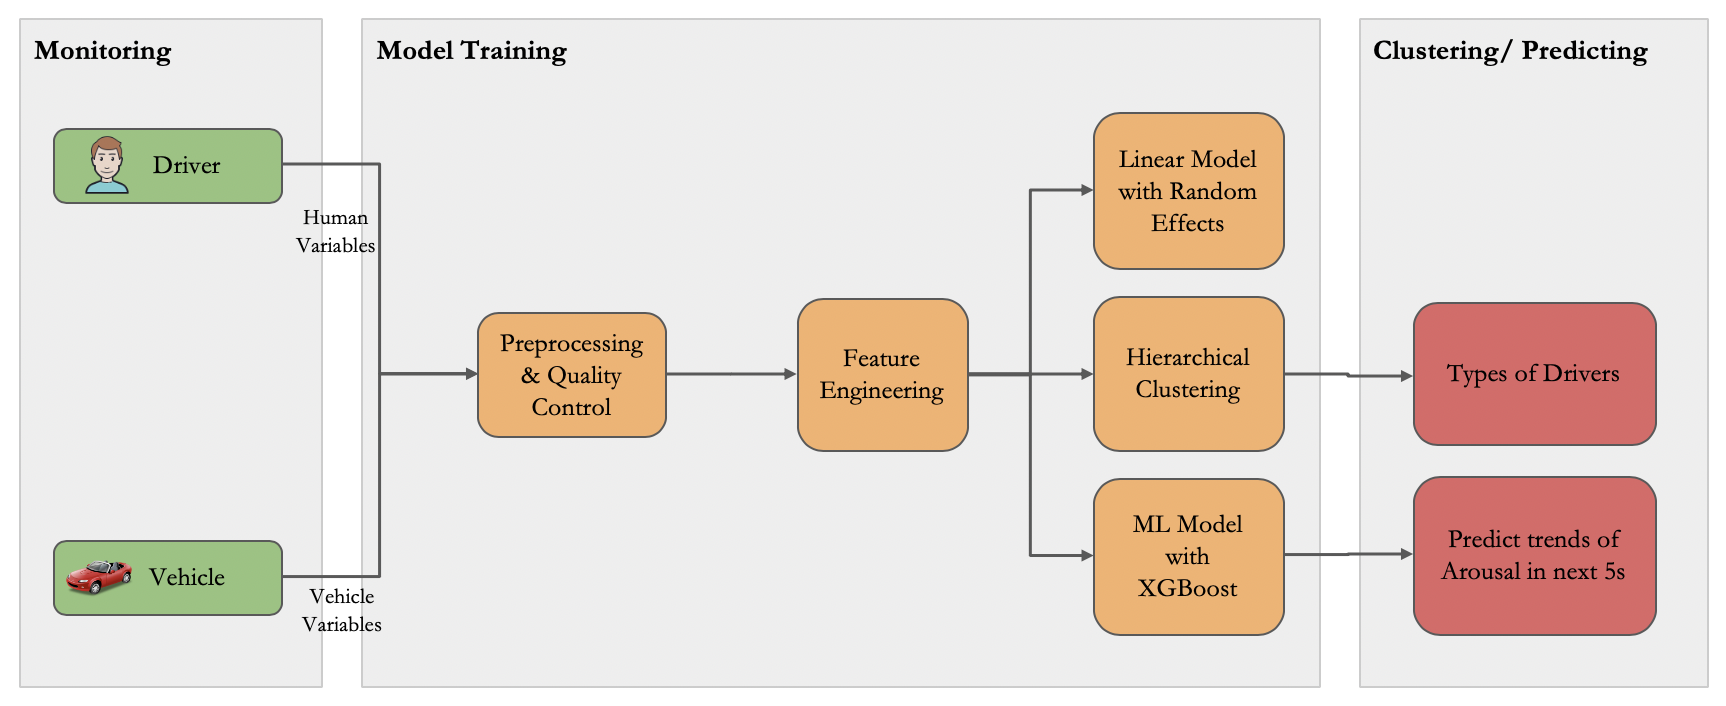 Monitoring
Driver
Human
Variables
Vehicle
Vehicle
Variables
Model Training
Preprocessing
& Quality
Control
Feature
Engineering
Linear Model
with Random
Effects
Hierarchical
Clustering
ML Model
with
XGBoost
Clustering/ Predicting
Types of Drivers
Predict trends of
Arousal in next 5s